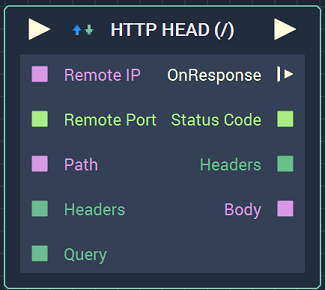 HTTP HEAD (/)
Remote IP OnResponse
Remote Port Status Code
Path Headers
Headers Body
Query